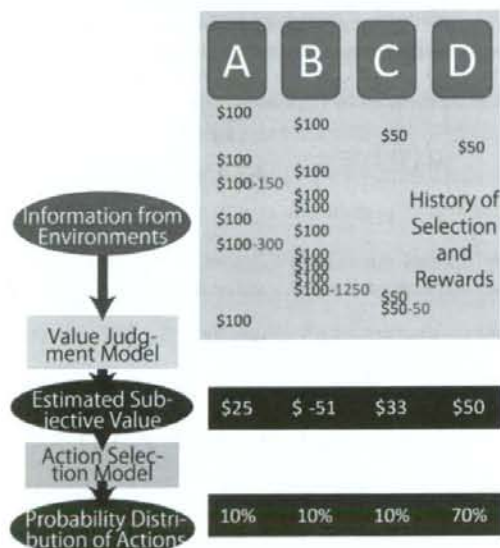 A B C D
$100
$100
$50
$50
$100
$100
$100-150
$100
$100
History of
Selection
and
Rewards
$100
$100
$100-300
$100
$100
$100
$100-1250
$50
$50-50
$100
Information from
Environments
Value Judg-
ment Model
Estimated Sub-
jective Value
$25 $ -51 $33 $50
Action Selec-
tion Model
Probability Distri-
bution of Actions
10% 10% 10% 70%